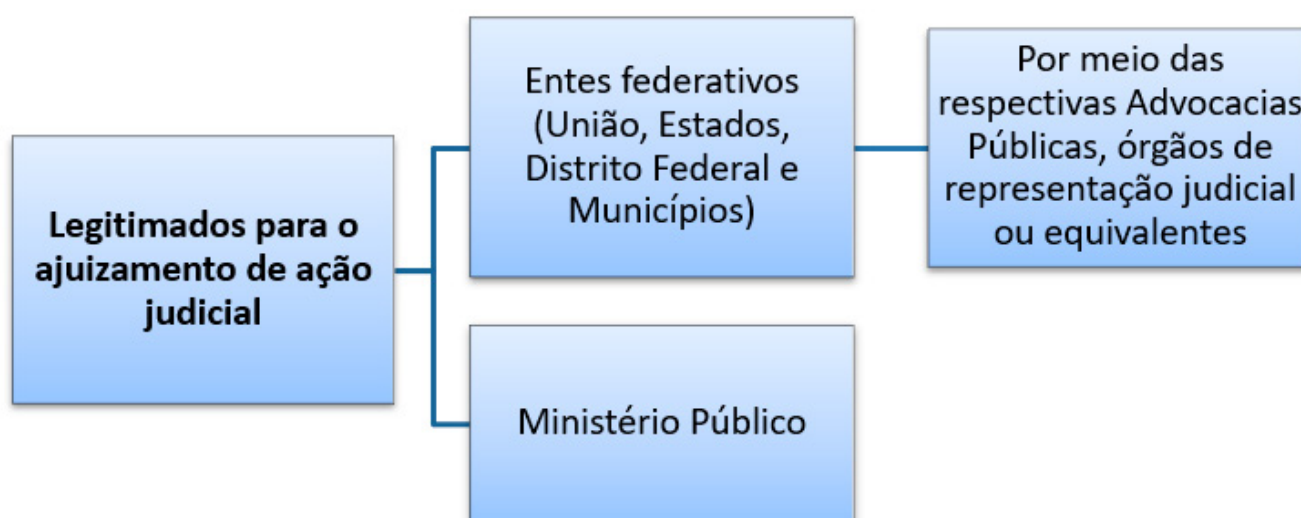 Legitimados para o
ajuizamento de ação
judicial
Entes federativos
(União, Estados,
Distrito Federal e
Municípios)
Por meio das
respectivas Advocacias
Públicas, órgãos de
representação judicial
ou equivalentes
Ministério Público